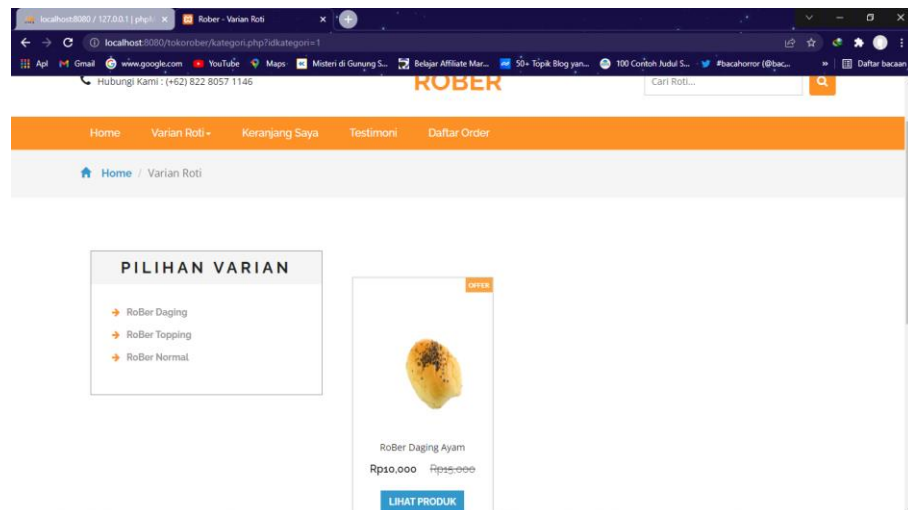 localhost:8080 / 127.0.0.1 | php
Rober - Varian Roti
localhost:8080/tokorober/kategori.php?idkategori=1
Apl
Gmail
www.google.com
YouTube
Maps
Misteri di Gunung S...
Belajar Affiliate Mar...
50+ Topik Blog yan...
100 Contoh Judul S...
#bacahorror (@bac...
»
Daftar bacaan
Hubungi Kami : (+62) 822 8057 1146
ROBER
Cari Roti...
Home
Varian Roti
Keranjang Saya
Testimoni
Daftar Order
Home / Varian Roti
PILIHAN VARIAN
RoBer Daging
RoBer Topping
RoBer Normal
OFFER
RoBer Daging Ayam
Rp10,000 Rp15,000
LIHAT PRODUK